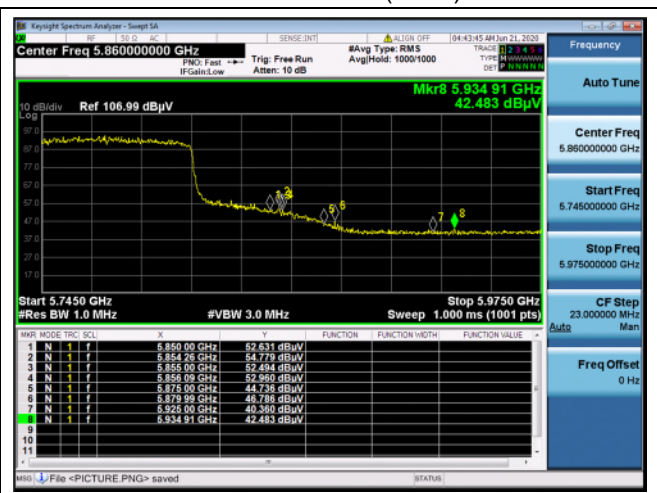 Keysight Spectrum Analyzer - Swept SA
RF 50 Ω AC SENSE:INT ALIGN OFF 04:43:45 AM Jun 21, 2020
Center Freq 5.860000000 GHz
PNO: Fast
IFGain:Low
Trig: Free Run
Atten: 10 dB
#Avg Type: RMS
Avg|Hold: 1000/1000
TRACE 1 2 3 4 5 6
TYPE M WWWWW
DET P N N N N N
Frequency
Mkr8 5.934 91 GHz
42.483 dBµV
10 dB/div Ref 106.99 dBµV
Log
97.0
87.0
77.0
67.0
57.0
47.0
37.0
27.0
17.0
5
6
7
8
Start 5.7450 GHz
Stop 5.9750 GHz
#Res BW 1.0 MHz
#VBW 3.0 MHz
Sweep 1.000 ms (1001 pts)
MKR MODE TRC SCL X Y FUNCTION FUNCTION WIDTH FUNCTION VALUE
1 N 1 f 5.850 00 GHz 52.631 dBµV
2 N 1 f 5.854 26 GHz 54.779 dBµV
3 N 1 f 5.855 00 GHz 52.494 dBµV
4 N 1 f 5.856 09 GHz 52.960 dBµV
5 N 1 f 5.875 00 GHz 44.736 dBµV
6 N 1 f 5.879 99 GHz 46.786 dBµV
7 N 1 f 5.925 00 GHz 40.360 dBµV
8 N 1 f 5.934 91 GHz 42.483 dBµV
9
10
11
MSG File <PICTURE.PNG> saved STATUS
Auto Tune
Center Freq
5.860000000 GHz
Start Freq
5.745000000 GHz
Stop Freq
5.975000000 GHz
CF Step
23.000000 MHz
Auto Man
Freq Offset
0 Hz